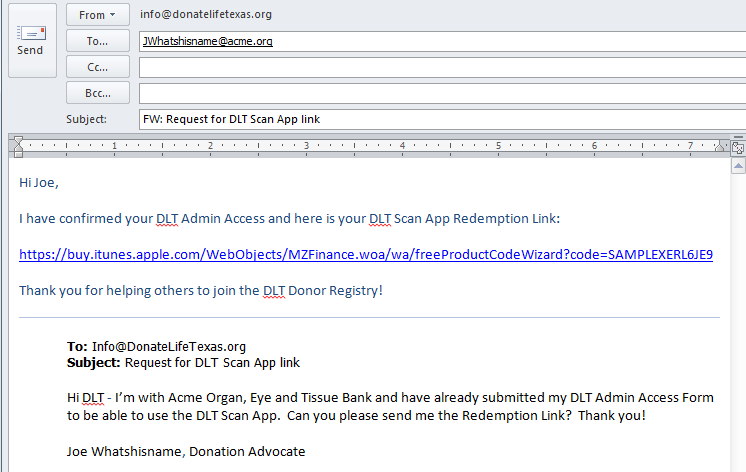 From ▾ info@donatelifetexas.org
Send
To... JWhatshisname@acme.org
Cc...
Bcc...
Subject: FW: Request for DLT Scan App link
1 2 3 4 5 6 7
Hi Joe,
I have confirmed your DLT Admin Access and here is your DLT Scan App Redemption Link:
https://buy.itunes.apple.com/WebObjects/MZFinance.woa/wa/freeProductCodeWizard?code=SAMPLEXERL6JE9
Thank you for helping others to join the DLT Donor Registry!
To: Info@DonateLifeTexas.org
Subject: Request for DLT Scan App link
Hi DLT - I’m with Acme Organ, Eye and Tissue Bank and have already submitted my DLT Admin Access Form
to be able to use the DLT Scan App.  Can you please send me the Redemption Link?  Thank you!
Joe Whatshisname, Donation Advocate